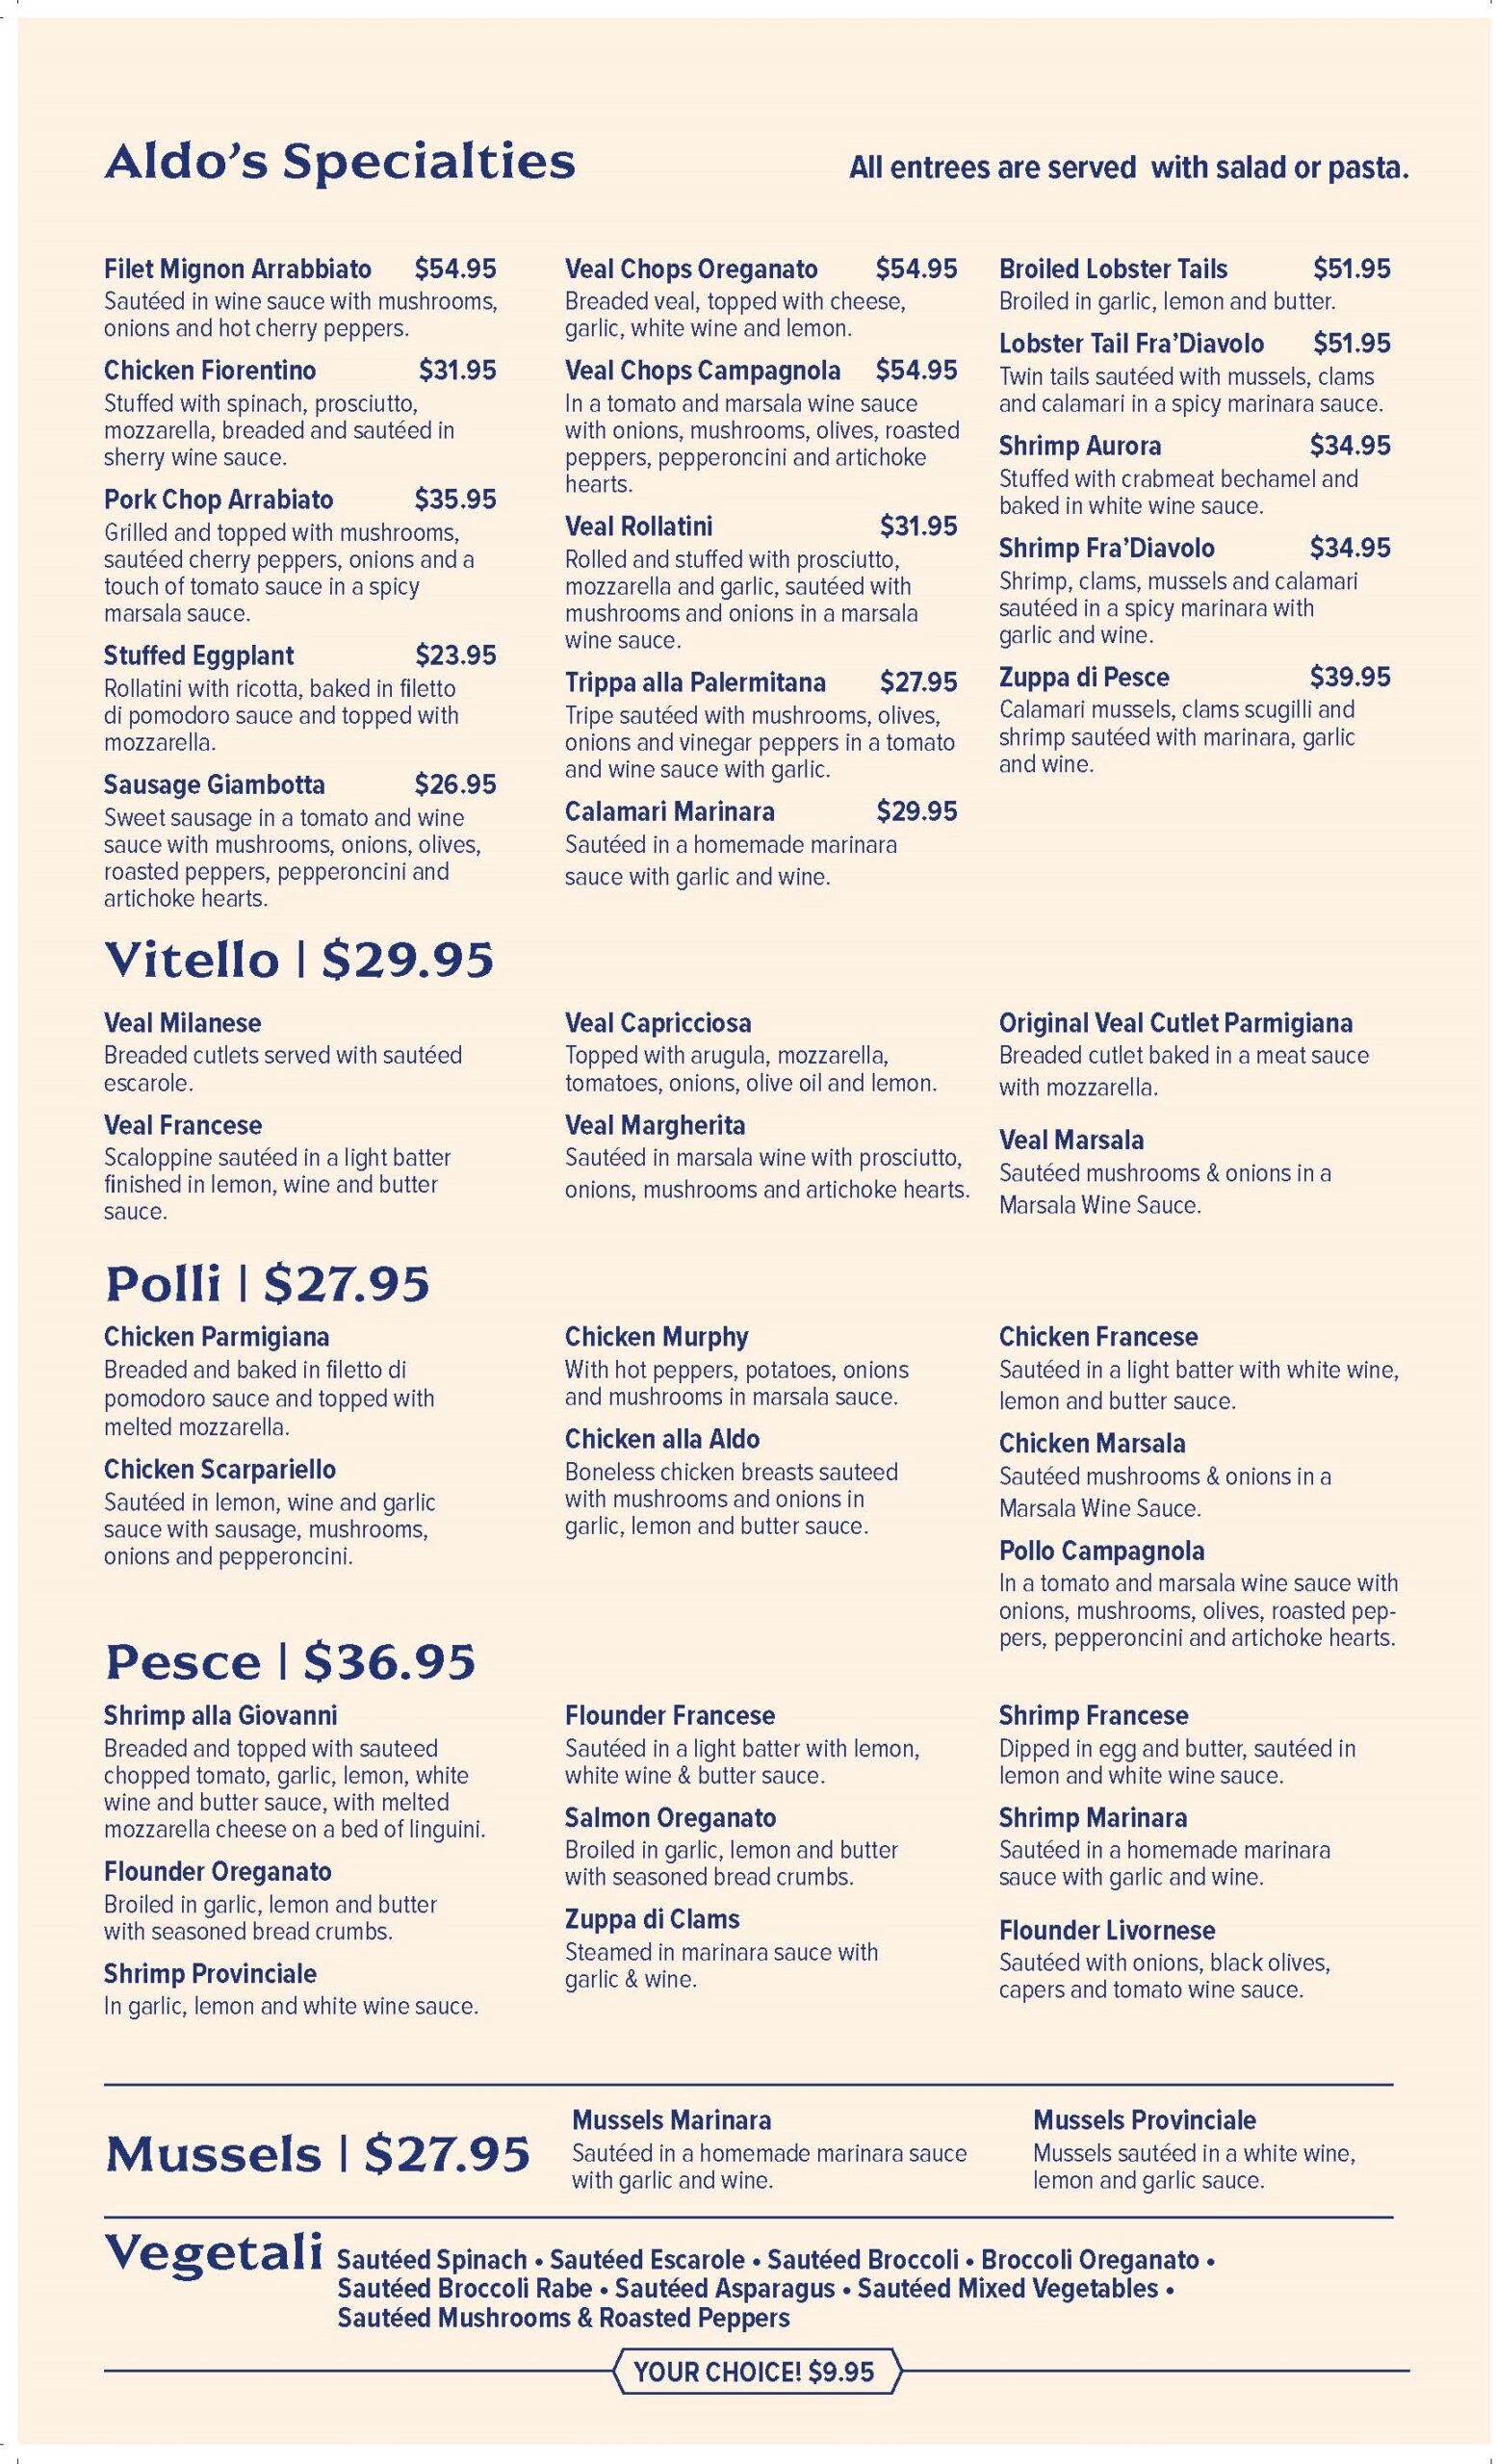 Aldo's Specialties
All entrees are served with salad or pasta.
Filet Mignon Arrabbiato $54.95
Sautéed in wine sauce with mushrooms,
onions and hot cherry peppers.
Chicken Fiorentino $31.95
Stuffed with spinach, prosciutto,
mozzarella, breaded and sautéed in
sherry wine sauce.
Pork Chop Arrabiato $35.95
Grilled and topped with mushrooms,
sautéed cherry peppers, onions and a
touch of tomato sauce in a spicy
marsala sauce.
Stuffed Eggplant $23.95
Rollatini with ricotta, baked in filetto
di pomodoro sauce and topped with
mozzarella.
Sausage Giambotta $26.95
Sweet sausage in a tomato and wine
sauce with mushrooms, onions, olives,
roasted peppers, pepperoncini and
artichoke hearts.
Veal Chops Oreganato $54.95
Breaded veal, topped with cheese,
garlic, white wine and lemon.
Veal Chops Campagnola $54.95
In a tomato and marsala wine sauce
with onions, mushrooms, olives, roasted
peppers, pepperoncini and artichoke
hearts.
Veal Rollatini $31.95
Rolled and stuffed with prosciutto,
mozzarella and garlic, sautéed with
mushrooms and onions in a marsala
wine sauce.
Trippa alla Palermitana $27.95
Tripe sautéed with mushrooms, olives,
onions and vinegar peppers in a tomato
and wine sauce with garlic.
Calamari Marinara $29.95
Sautéed in a homemade marinara
sauce with garlic and wine.
Broiled Lobster Tails $51.95
Broiled in garlic, lemon and butter.
Lobster Tail Fra'Diavolo $51.95
Twin tails sautéed with mussels, clams
and calamari in a spicy marinara sauce.
Shrimp Aurora $34.95
Stuffed with crabmeat bechamel and
baked in white wine sauce.
Shrimp Fra'Diavolo $34.95
Shrimp, clams, mussels and calamari
sautéed in a spicy marinara with
garlic and wine.
Zuppa di Pesce $39.95
Calamari mussels, clams scugilli and
shrimp sautéed with marinara, garlic
and wine.
Vitello | $29.95
Veal Milanese
Breaded cutlets served with sautéed
escarole.
Veal Francese
Scaloppine sautéed in a light batter
finished in lemon, wine and butter
sauce.
Veal Capricciosa
Topped with arugula, mozzarella,
tomatoes, onions, olive oil and lemon.
Veal Margherita
Sautéed in marsala wine with prosciutto,
onions, mushrooms and artichoke hearts.
Original Veal Cutlet Parmigiana
Breaded cutlet baked in a meat sauce
with mozzarella.
Veal Marsala
Sautéed mushrooms & onions in a
Marsala Wine Sauce.
Polli | $27.95
Chicken Parmigiana
Breaded and baked in filetto di
pomodoro sauce and topped with
melted mozzarella.
Chicken Scarpariello
Sautéed in lemon, wine and garlic
sauce with sausage, mushrooms,
onions and pepperoncini.
Chicken Murphy
With hot peppers, potatoes, onions
and mushrooms in marsala sauce.
Chicken alla Aldo
Boneless chicken breasts sauteed
with mushrooms and onions in
garlic, lemon and butter sauce.
Chicken Francese
Sautéed in a light batter with white wine,
lemon and butter sauce.
Chicken Marsala
Sautéed mushrooms & onions in a
Marsala Wine Sauce.
Pollo Campagnola
In a tomato and marsala wine sauce with
onions, mushrooms, olives, roasted pep-
pers, pepperoncini and artichoke hearts.
Pesce | $36.95
Shrimp alla Giovanni
Breaded and topped with sauteed
chopped tomato, garlic, lemon, white
wine and butter sauce, with melted
mozzarella cheese on a bed of linguini.
Flounder Oreganato
Broiled in garlic, lemon and butter
with seasoned bread crumbs.
Shrimp Provinciale
In garlic, lemon and white wine sauce.
Flounder Francese
Sautéed in a light batter with lemon,
white wine & butter sauce.
Salmon Oreganato
Broiled in garlic, lemon and butter
with seasoned bread crumbs.
Zuppa di Clams
Steamed in marinara sauce with
garlic & wine.
Shrimp Francese
Dipped in egg and butter, sautéed in
lemon and white wine sauce.
Shrimp Marinara
Sautéed in a homemade marinara
sauce with garlic and wine.
Flounder Livornese
Sautéed with onions, black olives,
capers and tomato wine sauce.
Mussels | $27.95
Mussels Marinara
Sautéed in a homemade marinara sauce
with garlic and wine.
Mussels Provinciale
Mussels sautéed in a white wine,
lemon and garlic sauce.
Vegetali
Sautéed Spinach • Sautéed Escarole • Sautéed Broccoli • Broccoli Oreganato •
Sautéed Broccoli Rabe • Sautéed Asparagus • Sautéed Mixed Vegetables •
Sautéed Mushrooms & Roasted Peppers
YOUR CHOICE! $9.95